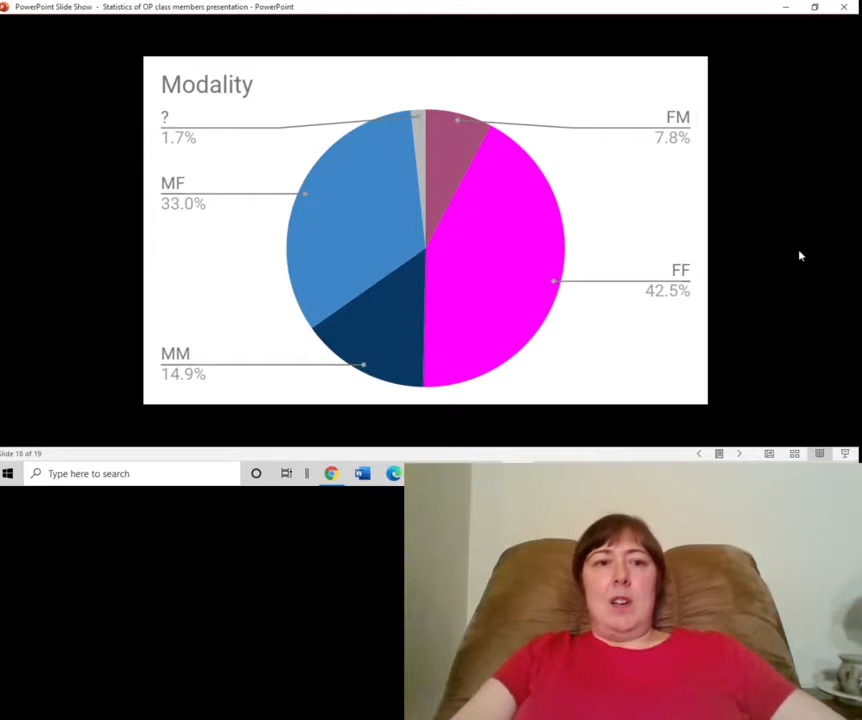 PowerPoint Slide Show - Statistics of OP class members presentation - PowerPoint
Modality
?
1.7%
FM
7.8%
MF
33.0%
FF
42.5%
MM
14.9%
Slide 18 of 19
Type here to search